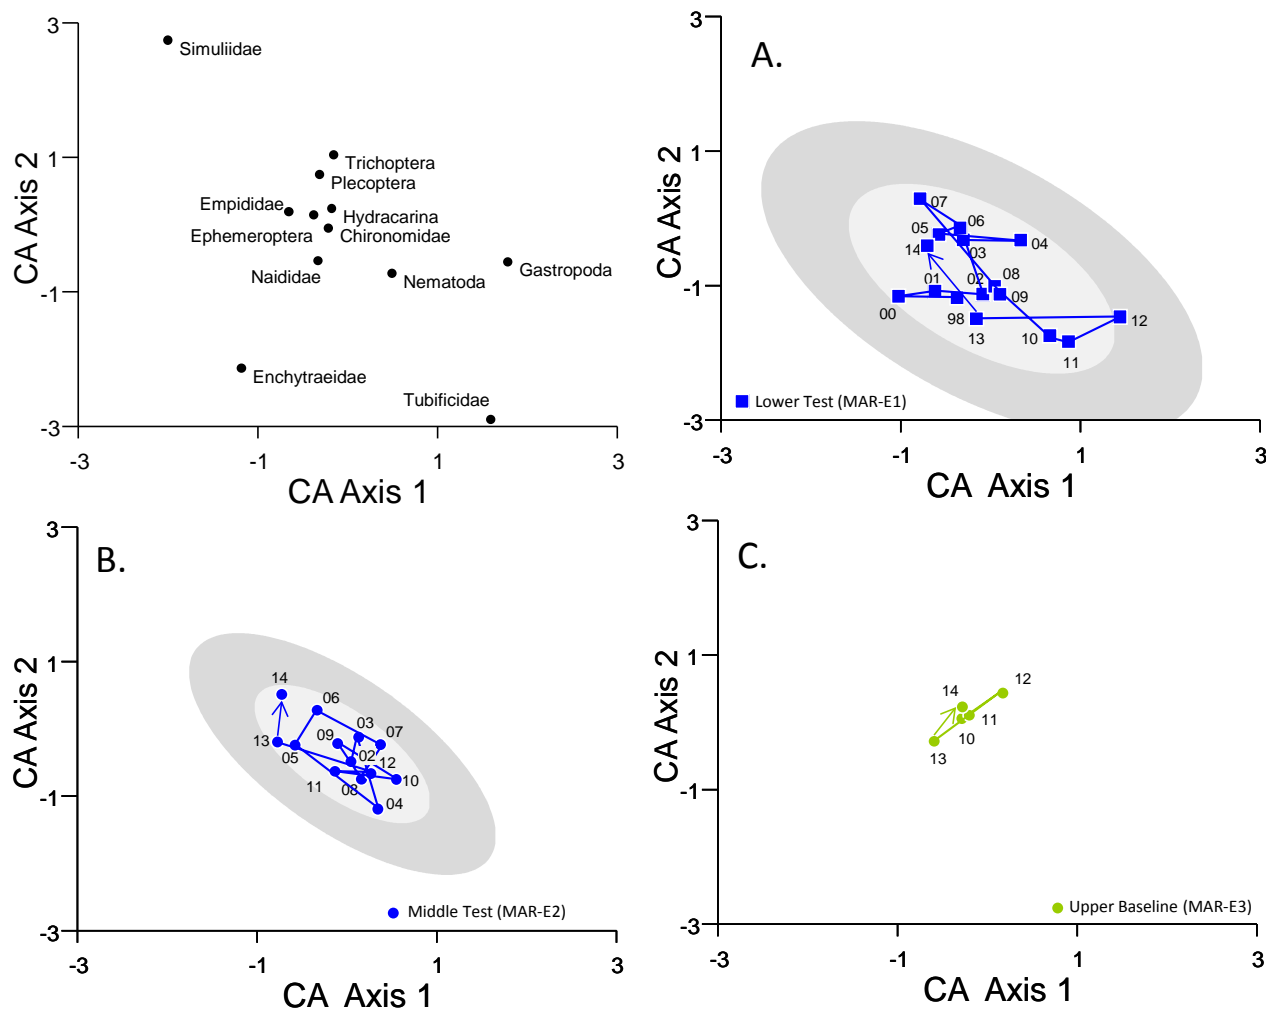 3
Simuliidae
Trichoptera
1
Plecoptera
Empididae
Hydracarina
Ephemeroptera
Chironomidae
Naididae
Nematoda
Gastropoda
-1
Enchytraeidae
Tubificidae
-3
-3
-1
1
3
CA Axis 2
CA Axis 1
3
A.
1
07
06
05
04
14
03
01
02
08
09
00
98
13
10
12
11
-1
Lower Test (MAR-E1)
-3
-3
-1
1
3
CA Axis 2
CA Axis 1
3
B.
1
14
06
03
07
09
13
05
02
12
10
11
08
04
-1
Middle Test (MAR-E2)
-3
-3
-1
1
3
CA Axis 2
CA Axis 1
3
C.
1
12
14
11
10
13
-1
Upper Baseline (MAR-E3)
-3
-3
-1
1
3
CA Axis 2
CA Axis 1